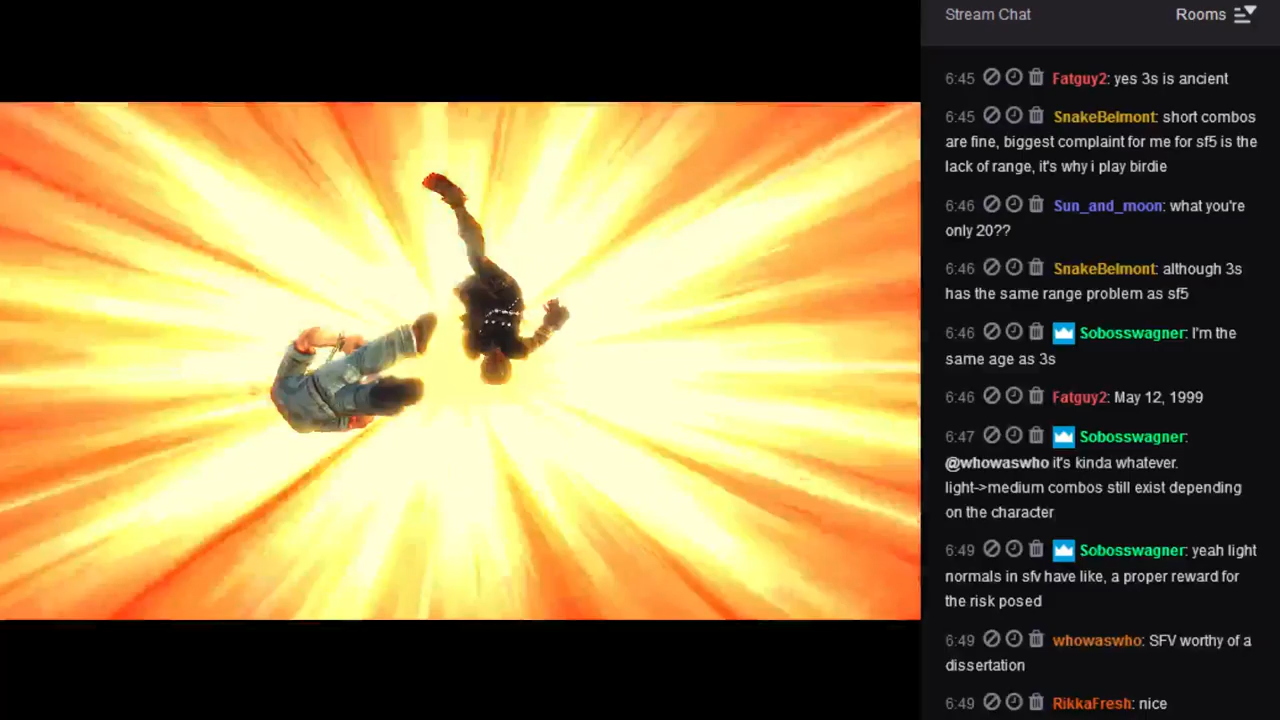 Stream Chat Rooms
6:45 Fatguy2: yes 3s is ancient
6:45 SnakeBelmont: short combos
are fine, biggest complaint for me for sf5 is the
lack of range, it's why i play birdie
6:46 Sun_and_moon: what you're
only 20??
6:46 SnakeBelmont: although 3s
has the same range problem as sf5
6:46 Sobosswagner: I'm the
same age as 3s
6:46 Fatguy2: May 12, 1999
6:47 Sobosswagner:
@whowaswho it's kinda whatever.
light->medium combos still exist depending
on the character
6:49 Sobosswagner: yeah light
normals in sfv have like, a proper reward for
the risk posed
6:49 whowaswho: SFV worthy of a
dissertation
6:49 RikkaFresh: nice